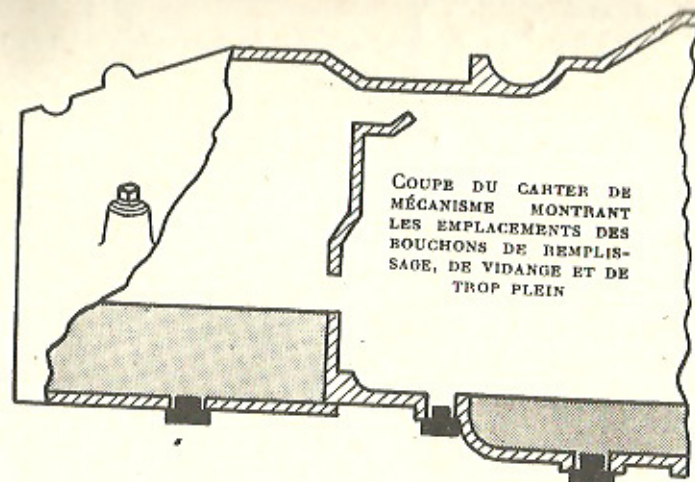 COUPE DU CARTER DE
MÉCANISME MONTRANT
LES EMPLACEMENTS DES
BOUCHONS DE REMPLIS-
SAGE, DE VIDANGE ET DE
TROP PLEIN